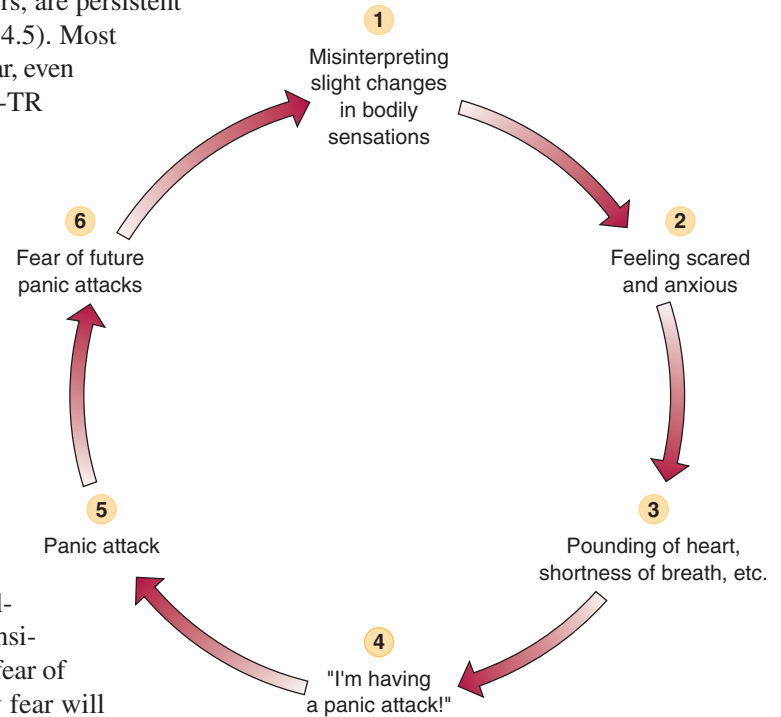 rs, are persistent
4.5). Most
ar, even
-TR
1
Misinterpreting
slight changes
in bodily
sensations
2
Feeling scared
and anxious
3
Pounding of heart,
shortness of breath, etc.
4
"I'm having
a panic attack!"
5
Panic attack
6
Fear of future
panic attacks
l-
nsi-
fear of
fear will